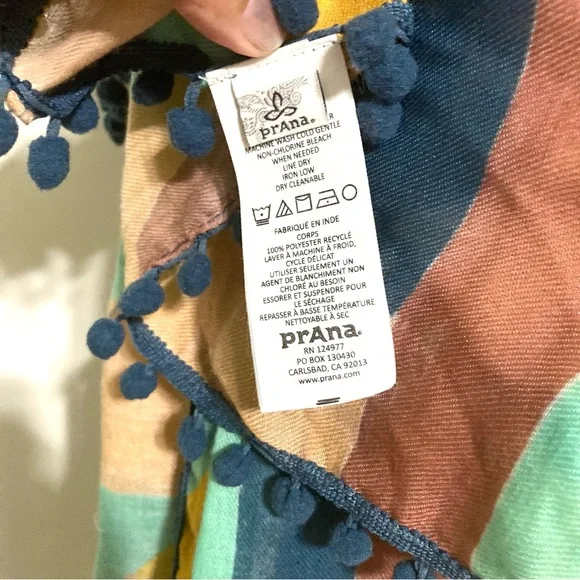 prAna.
MACHINE WASH COLD GENTLE
NON-CHLORINE BLEACH
WHEN NEEDED
LINE DRY
IRON LOW
DRY CLEANABLE
FABRIQUÉ EN INDE
CORPS
100% POLYESTER RECYCLÉ
LAVER À MACHINE À FROID,
CYCLE DÉLICAT
UTILISER SEULEMENT UN
AGENT DE BLANCHIMENT NON
CHLORÉ AU BESOIN
ESSORER ET SUSPENDRE POUR
LE SÉCHAGE
REPASSER À BASSE TEMPÉRATURE
NETTOYABLE À SEC
prAna.
RN 124977
PO BOX 130430
CARLSBAD, CA 92013
www.prana.com